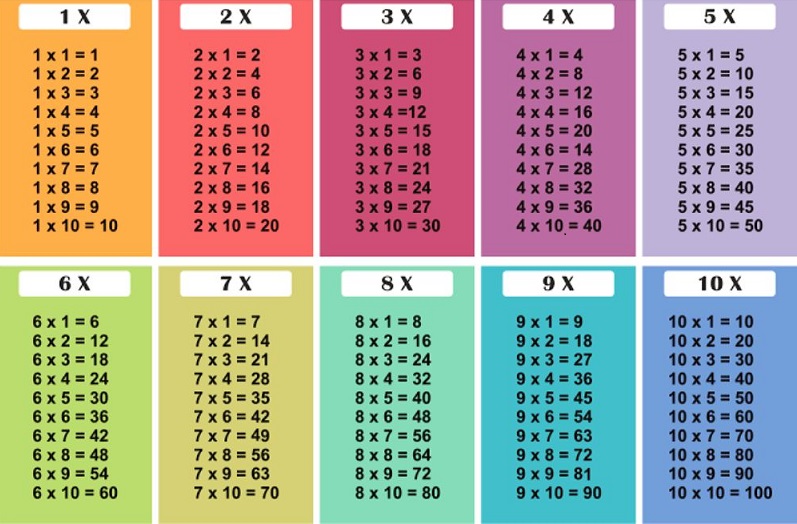 1 X
1 x 1 = 1
1 x 2 = 2
1 x 3 = 3
1 x 4 = 4
1 x 5 = 5
1 x 6 = 6
1 x 7 = 7
1 x 8 = 8
1 x 9 = 9
1 x 10 = 10
2 X
2 x 1 = 2
2 x 2 = 4
2 x 3 = 6
2 x 4 = 8
2 x 5 = 10
2 x 6 = 12
2 x 7 = 14
2 x 8 = 16
2 x 9 = 18
2 x 10 = 20
3 X
3 x 1 = 3
3 x 2 = 6
3 x 3 = 9
3 x 4 =12
3 x 5 = 15
3 x 6 = 18
3 x 7 = 21
3 x 8 = 24
3 x 9 = 27
3 x 10 = 30
4 X
4 x 1 = 4
4 x 2 = 8
4 x 3 = 12
4 x 4 = 16
4 x 5 = 20
4 x 6 = 14
4 x 7 = 28
4 x 8 = 32
4 x 9 = 36
4 x 10 = 40
5 X
5 x 1 = 5
5 x 2 = 10
5 x 3 = 15
5 x 4 = 20
5 x 5 = 25
5 x 6 = 30
5 x 7 = 35
5 x 8 = 40
5 x 9 = 45
5 x 10 = 50
6 X
6 x 1 = 6
6 x 2 = 12
6 x 3 = 18
6 x 4 = 24
6 x 5 = 30
6 x 6 = 36
6 x 7 = 42
6 x 8 = 48
6 x 9 = 54
6 x 10 = 60
7 X
7 x 1 = 7
7 x 2 = 14
7 x 3 = 21
7 x 4 = 28
7 x 5 = 35
7 x 6 = 42
7 x 7 = 49
7 x 8 = 56
7 x 9 = 63
7 x 10 = 70
8 X
8 x 1 = 8
8 x 2 = 16
8 x 3 = 24
8 x 4 = 32
8 x 5 = 40
8 x 6 = 48
8 x 7 = 56
8 x 8 = 64
8 x 9 = 72
8 x 10 = 80
9 X
9 x 1 = 9
9 x 2 = 18
9 x 3 = 27
9 x 4 = 36
9 x 5 = 45
9 x 6 = 54
9 x 7 = 63
9 x 8 = 72
9 x 9 = 81
9 x 10 = 90
10 X
10 x 1 = 10
10 x 2 = 20
10 x 3 = 30
10 x 4 = 40
10 x 5 = 50
10 x 6 = 60
10 x 7 = 70
10 x 8 = 80
10 x 9 = 90
10 x 10 = 100